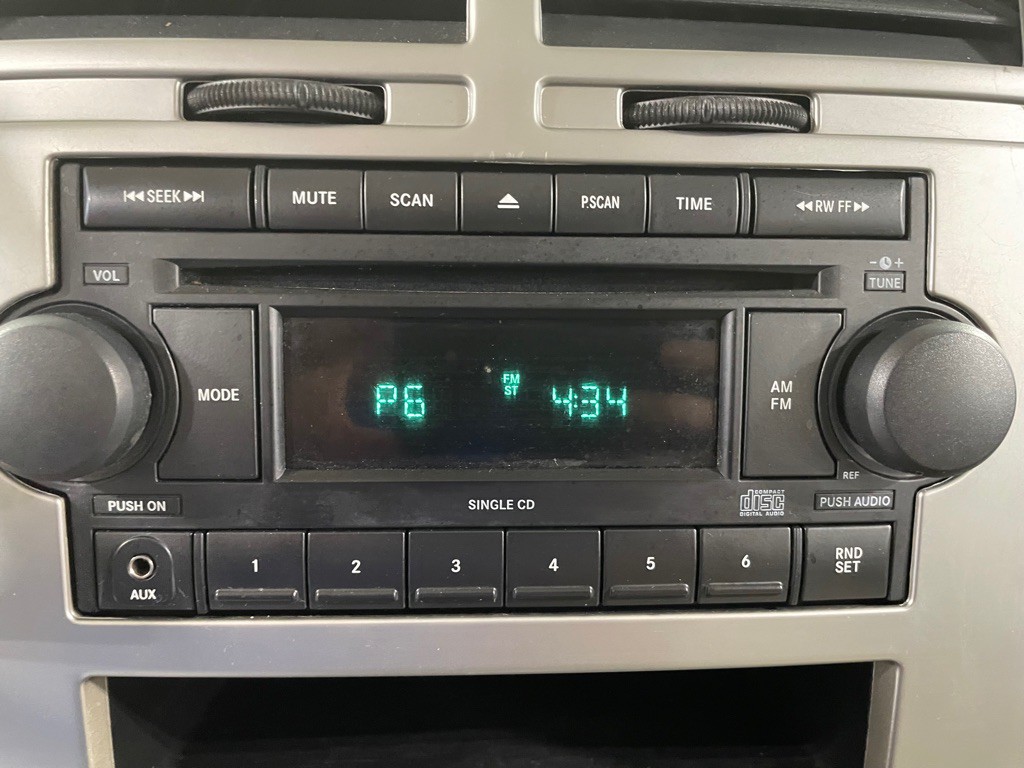 SEEK
MUTE
SCAN
P.SCAN
TIME
RW FF
VOL
- +
TUNE
MODE
P6
FM
ST
4:34
AM
FM
REF
PUSH ON
SINGLE CD
COMPACT
disc
DIGITAL AUDIO
PUSH AUDIO
AUX
1
2
3
4
5
6
RND
SET